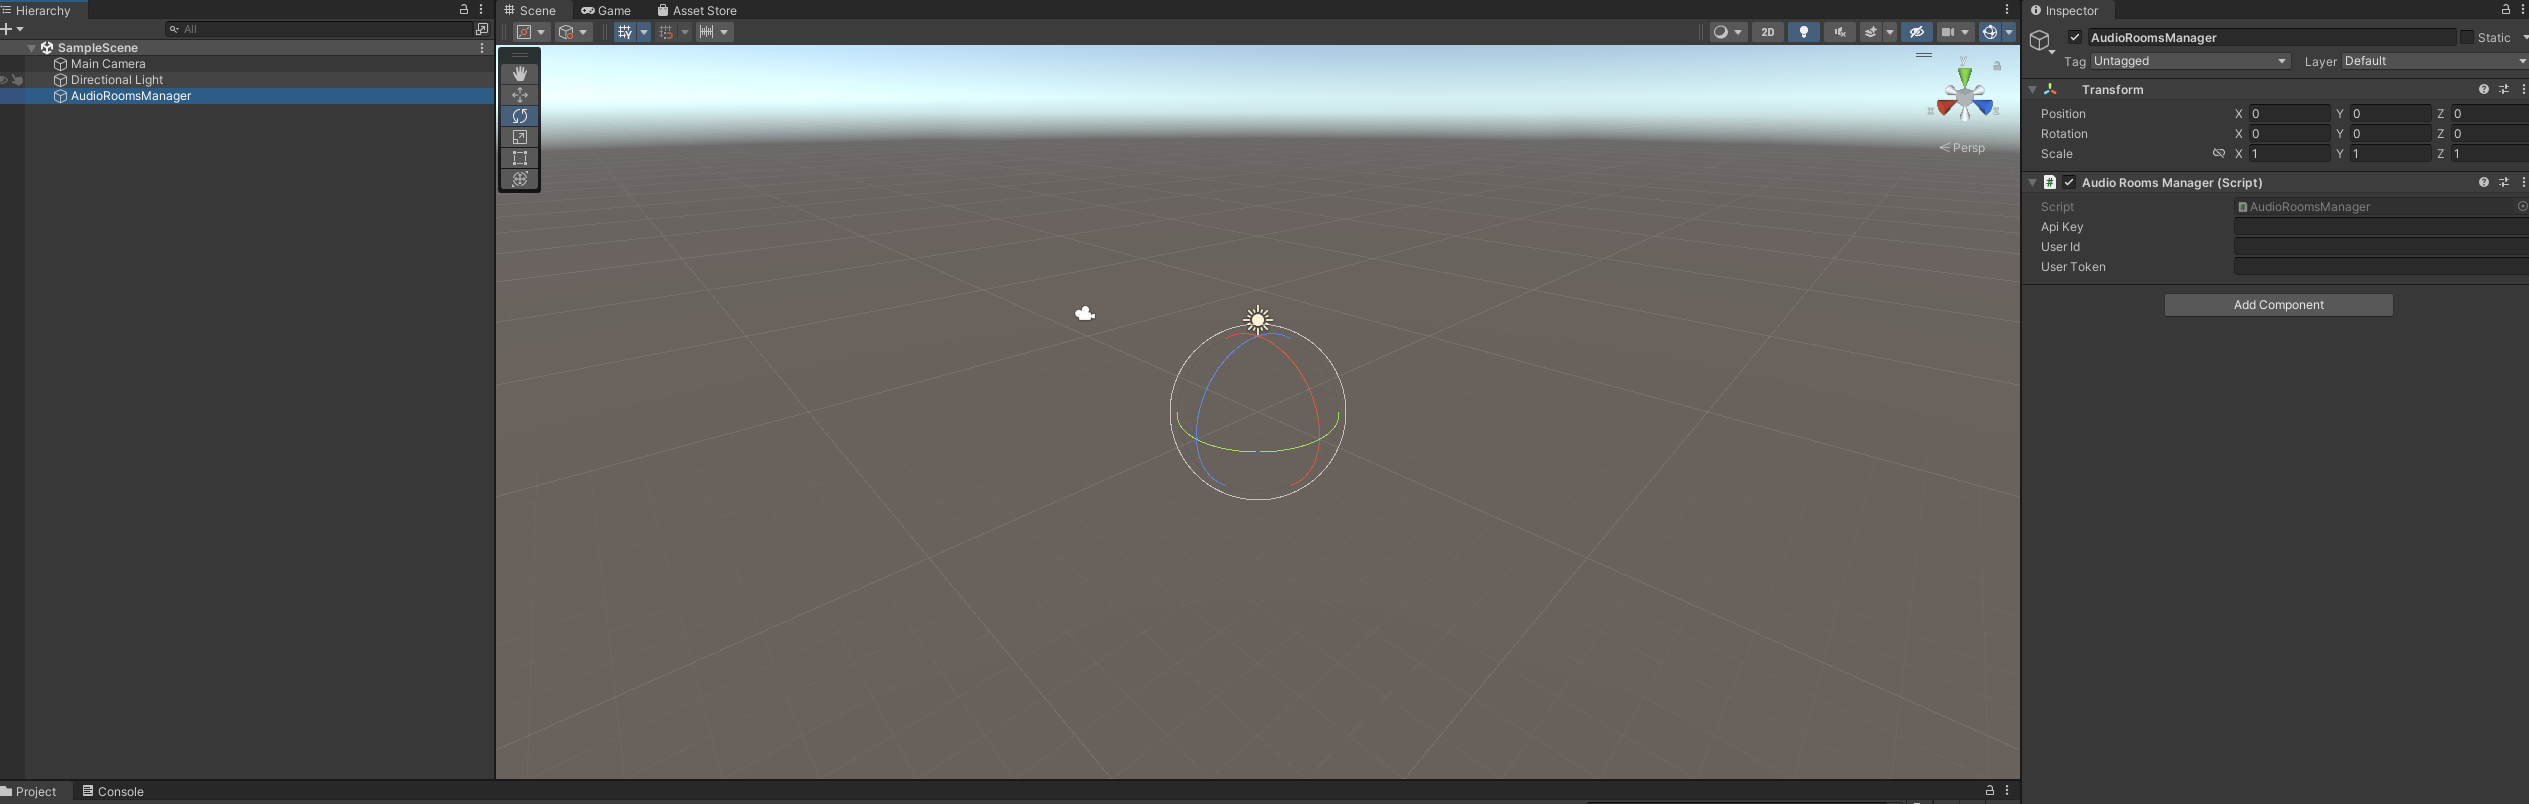 Hierarchy
All
SampleScene
Main Camera
Directional Light
AudioRoomsManager
Scene
Game
Asset Store
2D
y
x
z
Persp
Inspector
AudioRoomsManager
Static
Tag Untagged
Layer Default
Transform
Position X 0 Y 0 Z 0
Rotation X 0 Y 0 Z 0
Scale X 1 Y 1 Z 1
# Audio Rooms Manager (Script)
Script AudioRoomsManager
Api Key
User Id
User Token
Add Component
Project
Console